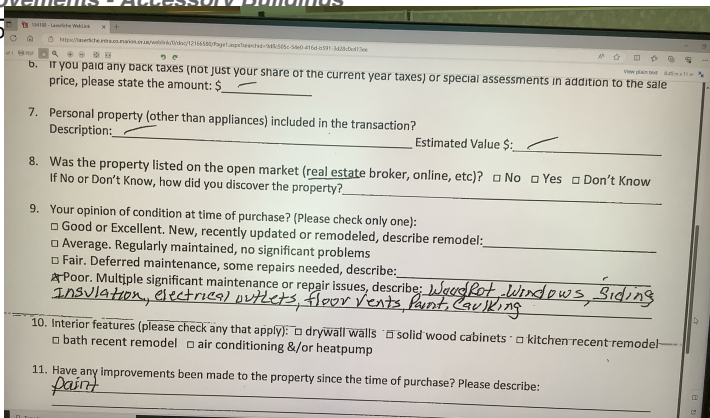 ovements - Accessory Buildings
View plain text
6. If you paid any back taxes (not just your share of the current year taxes) or special assessments in addition to the sale
price, please state the amount: $
7. Personal property (other than appliances) included in the transaction?
Description: Estimated Value $:
8. Was the property listed on the open market (real estate broker, online, etc)? □ No □ Yes □ Don't Know
If No or Don't Know, how did you discover the property?
9. Your opinion of condition at time of purchase? (Please check only one):
□ Good or Excellent. New, recently updated or remodeled, describe remodel:
□ Average. Regularly maintained, no significant problems
□ Fair. Deferred maintenance, some repairs needed, describe:
Poor. Multiple significant maintenance or repair issues, describe: Wood Rot - Windows, Siding
Insulation, electrical outlets, floor vents, Paint, Caulking
10. Interior features (please check any that apply): □ drywall walls □ solid wood cabinets □ kitchen recent remodel
□ bath recent remodel □ air conditioning &/or heatpump
11. Have any improvements been made to the property since the time of purchase? Please describe:
Paint